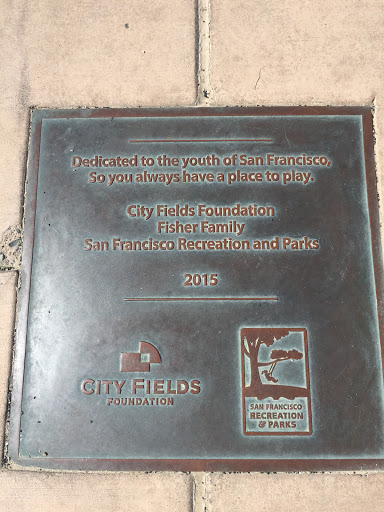 Dedicated to the youth of San Francisco,
So you always have a place to play.
City Fields Foundation
Fisher Family
San Francisco Recreation and Parks
2015
CITY FIELDS
FOUNDATION
SAN FRANCISCO
RECREATION
& PARKS